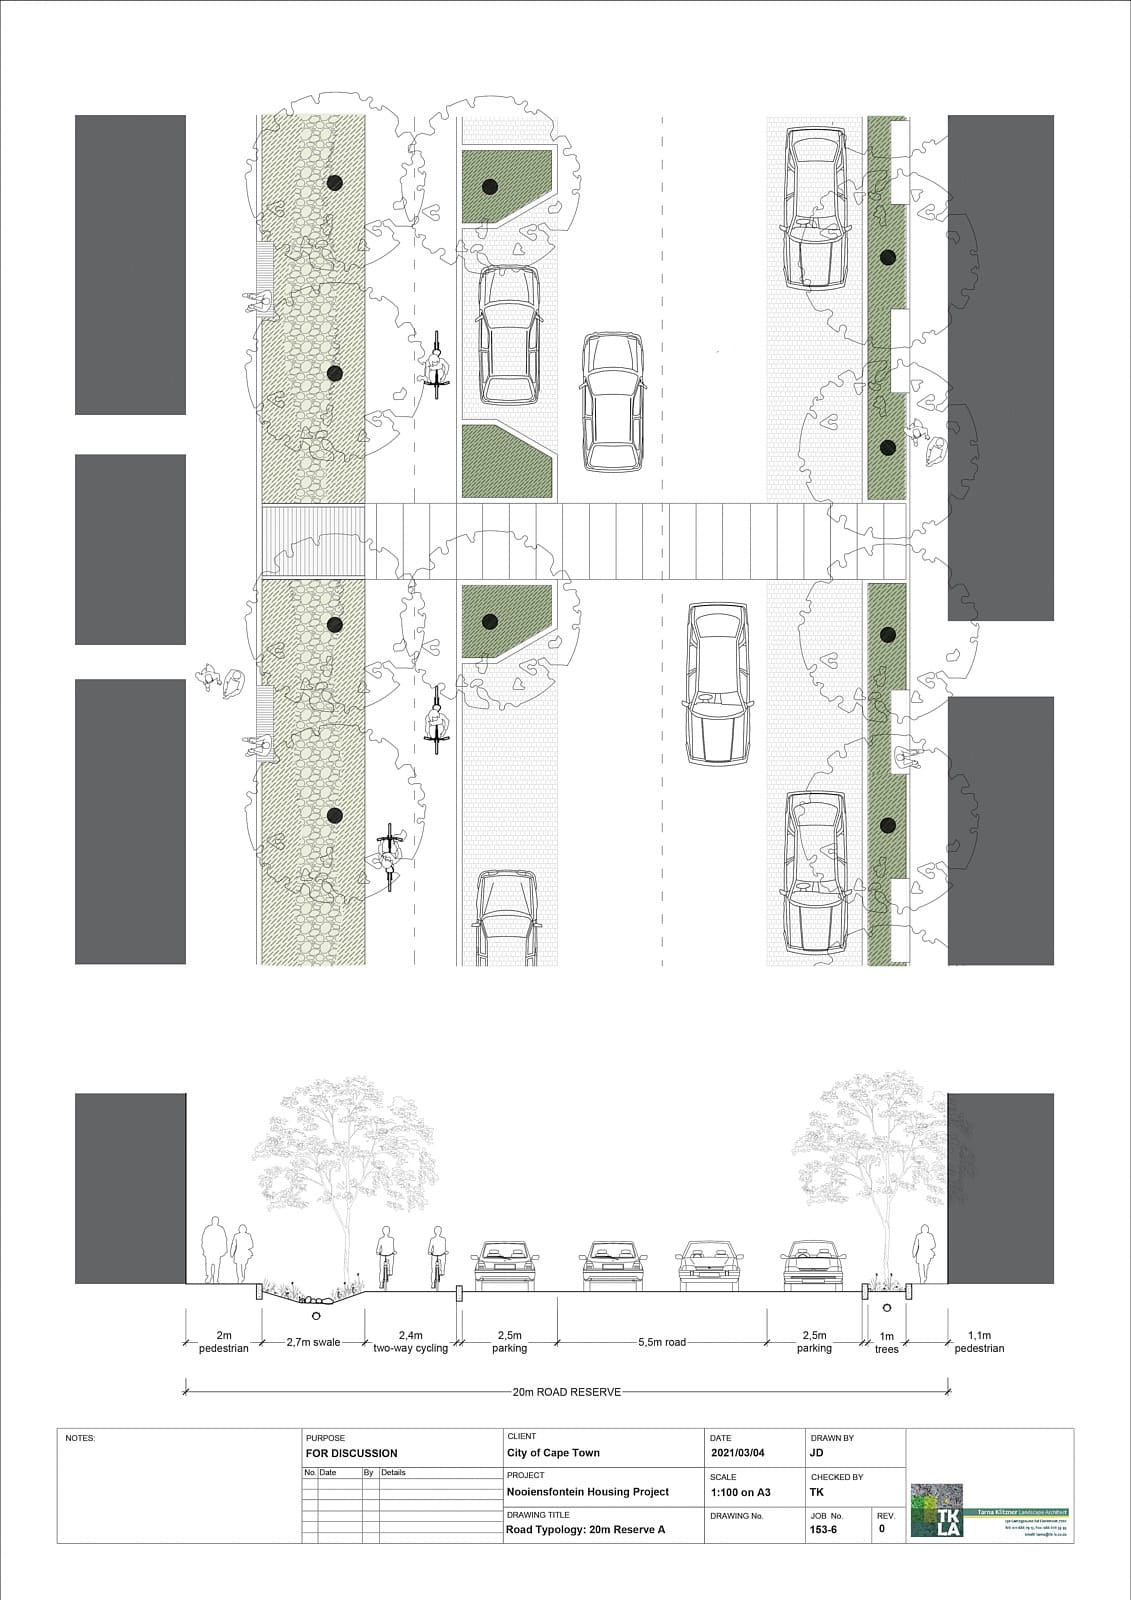 2m
pedestrian
2,7m swale
2,4m
two-way cycling
2,5m
parking
5,5m road
2,5m
parking
1m
trees
1,1m
pedestrian
20m ROAD RESERVE
NOTES:
PURPOSE
FOR DISCUSSION
No. Date By Details
CLIENT
City of Cape Town
PROJECT
Nooiensfontein Housing Project
DRAWING TITLE
Road Typology: 20m Reserve A
DATE
2021/03/04
SCALE
1:100 on A3
DRAWING No.
DRAWN BY
JD
CHECKED BY
TK
JOB No.
153-6
REV.
0
TK
LA
Tarna Klitzner Landscape Architect